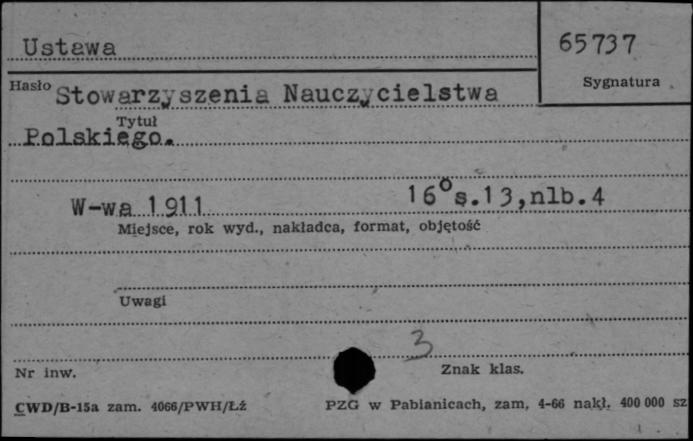 Ustawa
65737
Sygnatura
Hasło Stowarzyszenia Nauczycielstwa
Tytuł
Polskiego.
W-wa 1911 16° s.13,nlb.4
Miejsce, rok wyd., nakładca, format, objętość
Uwagi
3
Nr inw. Znak klas.
CWD/B-15a zam. 4066/PWH/Łź PZG w Pabianicach, zam. 4-66 nakł. 400 000 sz